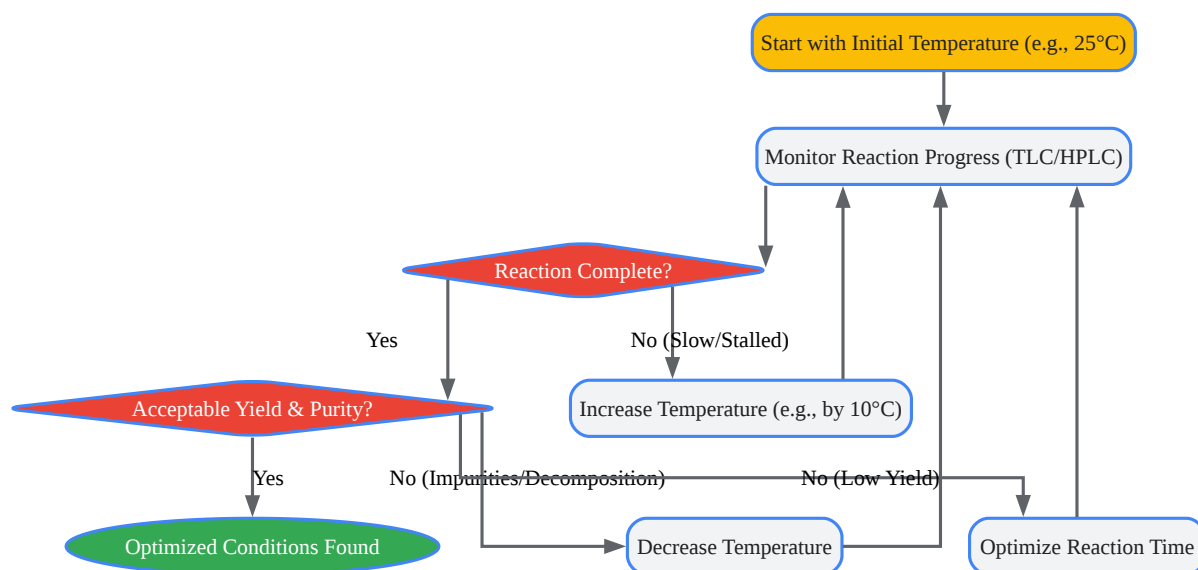 Start with Initial Temperature (e.g., 25°C)
Monitor Reaction Progress (TLC/HPLC)
Reaction Complete?
Yes
No (Slow/Stalled)
Acceptable Yield & Purity?
Increase Temperature (e.g., by 10°C)
Yes
No (Impurities/Decomposition)
No (Low Yield)
Optimized Conditions Found
Decrease Temperature
Optimize Reaction Time